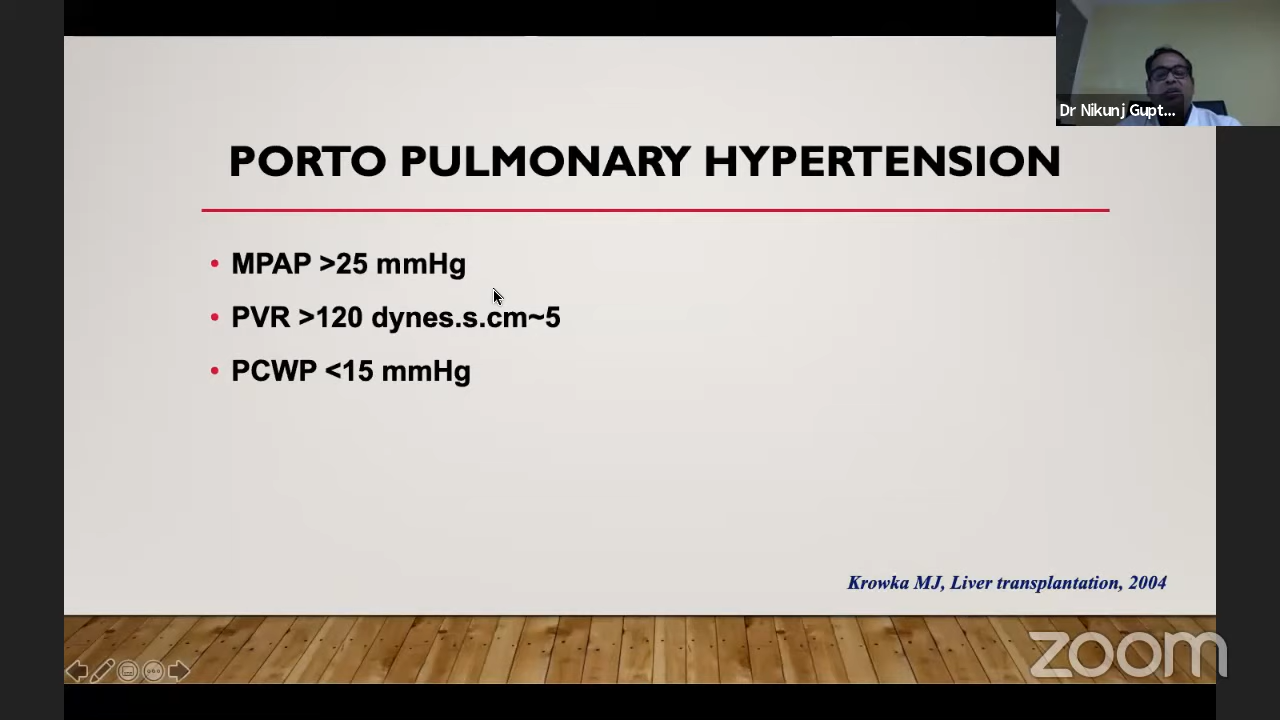 Dr Nikunj Gupt...
PORTO PULMONARY HYPERTENSION
• MPAP >25 mmHg
• PVR >120 dynes.s.cm~5
• PCWP <15 mmHg
Krowka MJ, Liver transplantation, 2004
zoom